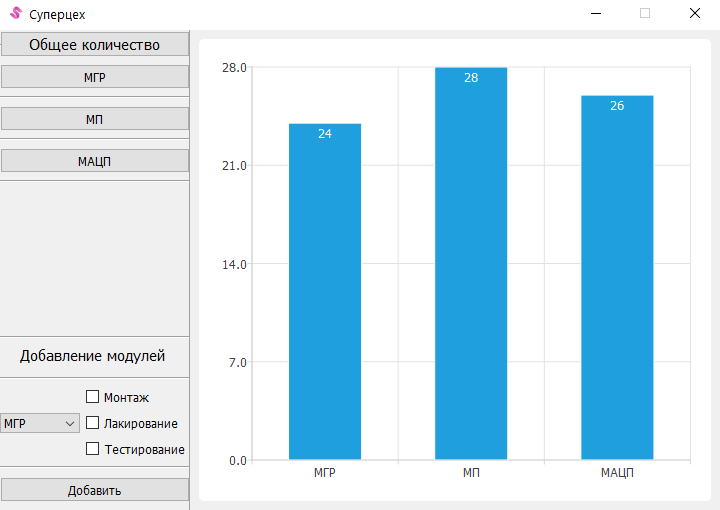 Суперцех
Общее количество
МГР
МП
МАЦП
Добавление модулей
Монтаж
МГР
Лакирование
Тестирование
Добавить
28.0
21.0
14.0
7.0
0.0
24
28
26
МГР
МП
МАЦП